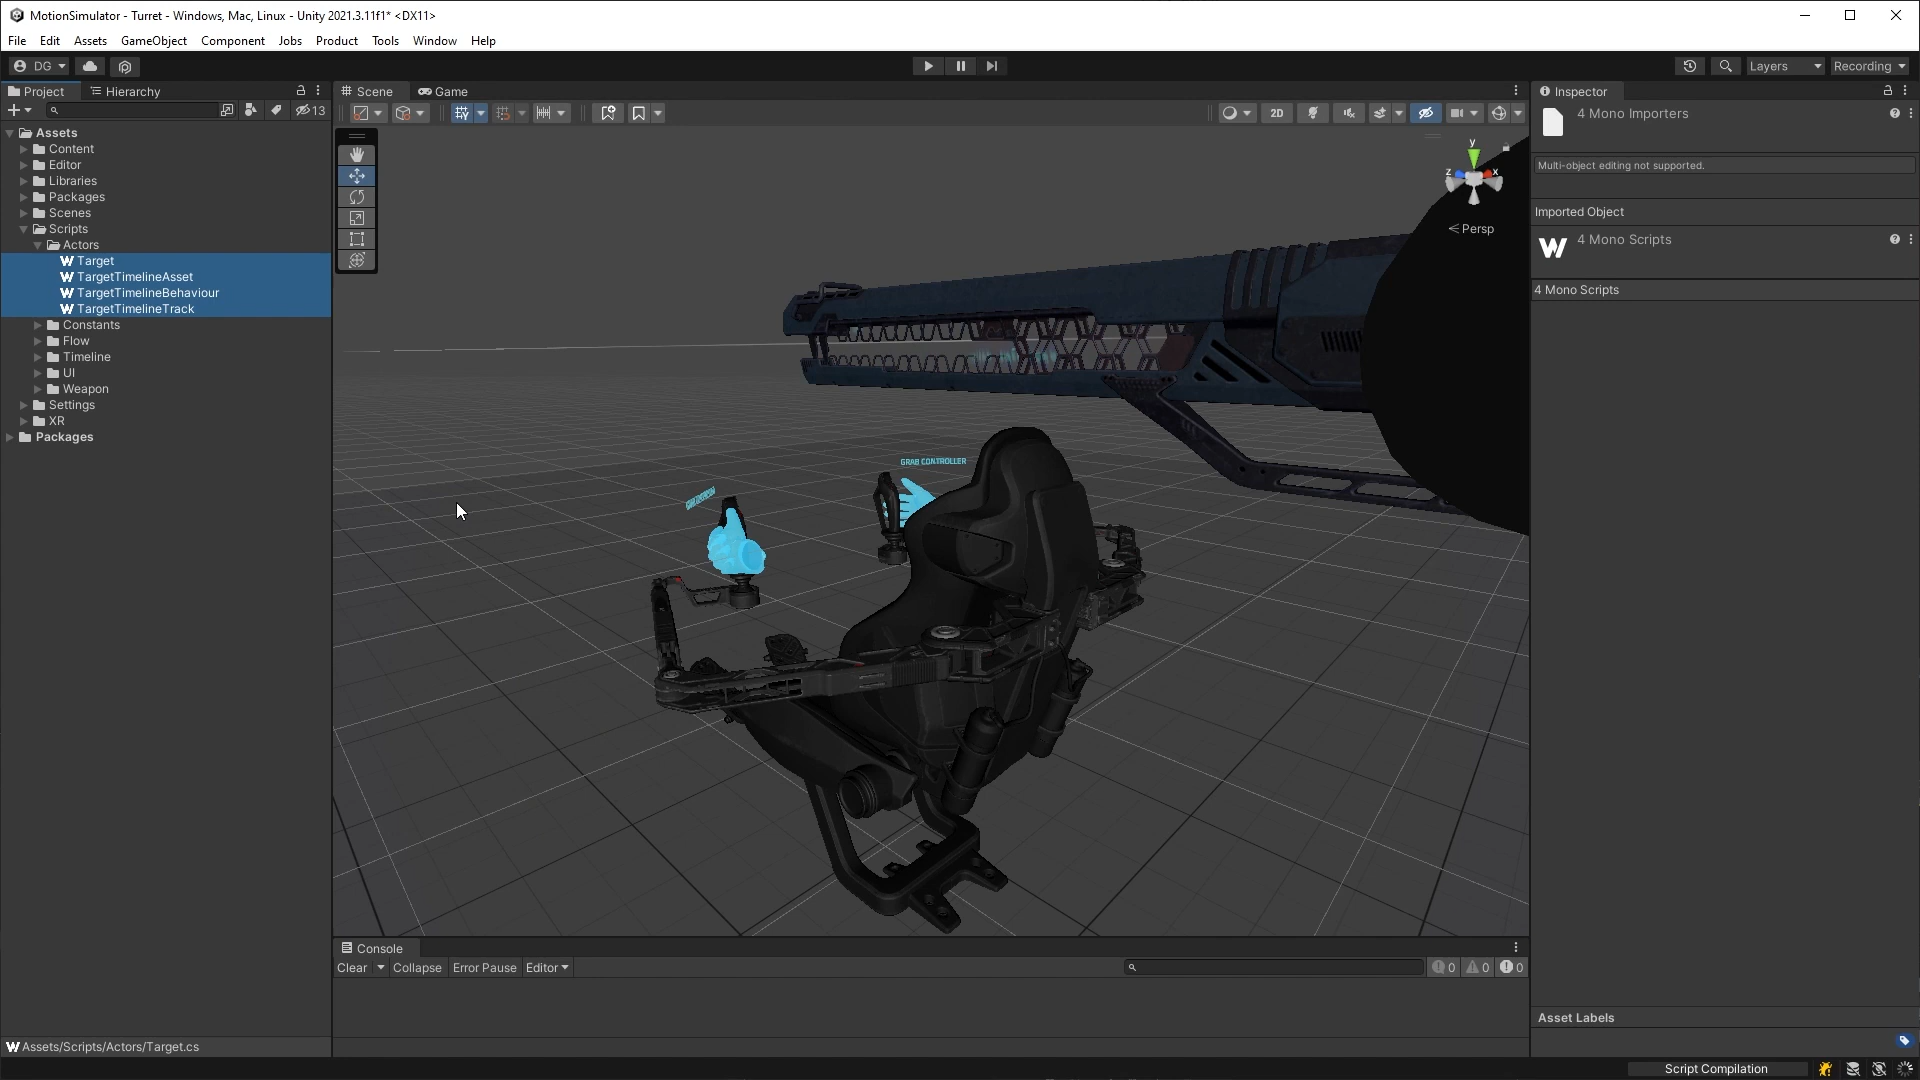 MotionSimulator - Turret - Windows, Mac, Linux - Unity 2021.3.11f1* <DX11>
File Edit Assets GameObject Component Jobs Product Tools Window Help
DG
Layers
Recording
Project
Hierarchy
13
Assets
Content
Editor
Libraries
Packages
Scenes
Scripts
Actors
Target
TargetTimelineAsset
TargetTimelineBehaviour
TargetTimelineTrack
Constants
Flow
Timeline
UI
Weapon
Settings
XR
Packages
Assets/Scripts/Actors/Target.cs
Scene
Game
2D
y
z
x
Persp
GRAB CONTROLLER
Console
Clear Collapse Error Pause Editor
0 0 0
Inspector
4 Mono Importers
Multi-object editing not supported.
Imported Object
4 Mono Scripts
4 Mono Scripts
Asset Labels
Script Compilation